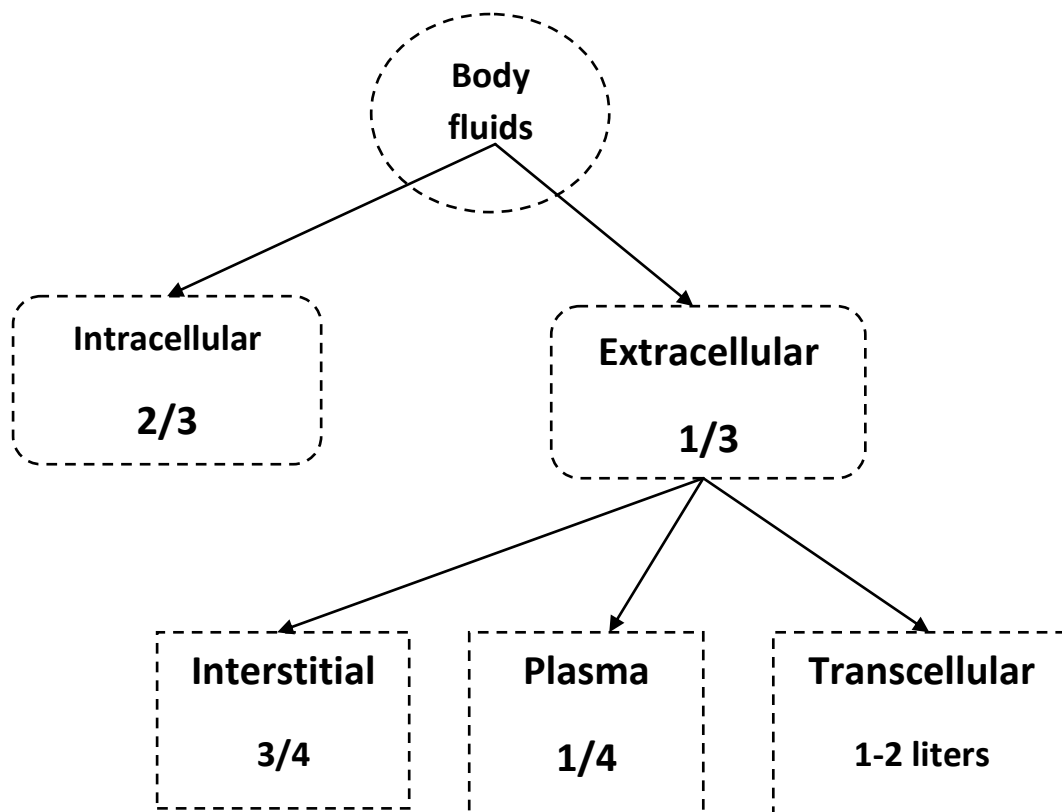 Body
fluids
Intracellular
2/3
Extracellular
1/3
Interstitial
3/4
Plasma
1/4
Transcellular
1-2 liters